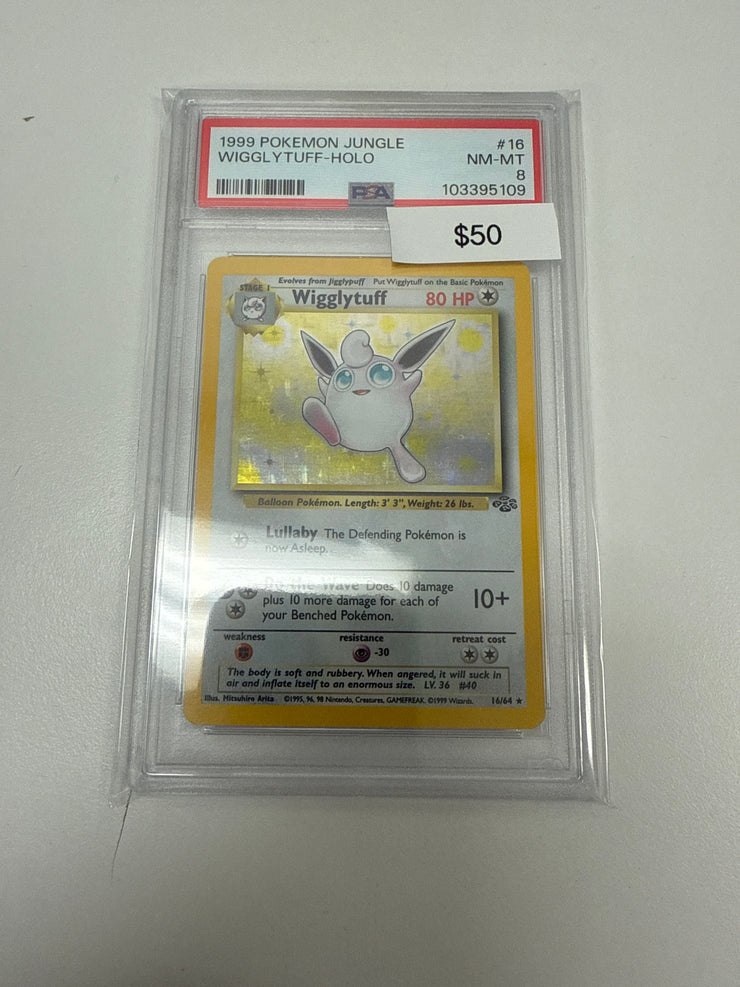 1999 POKEMON JUNGLE #16
WIGGLYTUFF-HOLO NM-MT
8
PSA 103395109
$50
Evolves from Jigglypuff Put Wigglytuff on the Basic Pokémon
STAGE 1
Wigglytuff 80 HP
Balloon Pokémon. Length: 3' 3", Weight: 26 lbs.
Lullaby The Defending Pokémon is
now Asleep.
Do the Wave Does 10 damage
plus 10 more damage for each of 10+
your Benched Pokémon.
weakness resistance retreat cost
-30
The body is soft and rubbery. When angered, it will suck in
air and inflate itself to an enormous size. LV. 36 #40
Illus. Mitsuhiro Arita ©1995, 96, 98 Nintendo, Creatures, GAMEFREAK. ©1999 Wizards. 16/64 ★